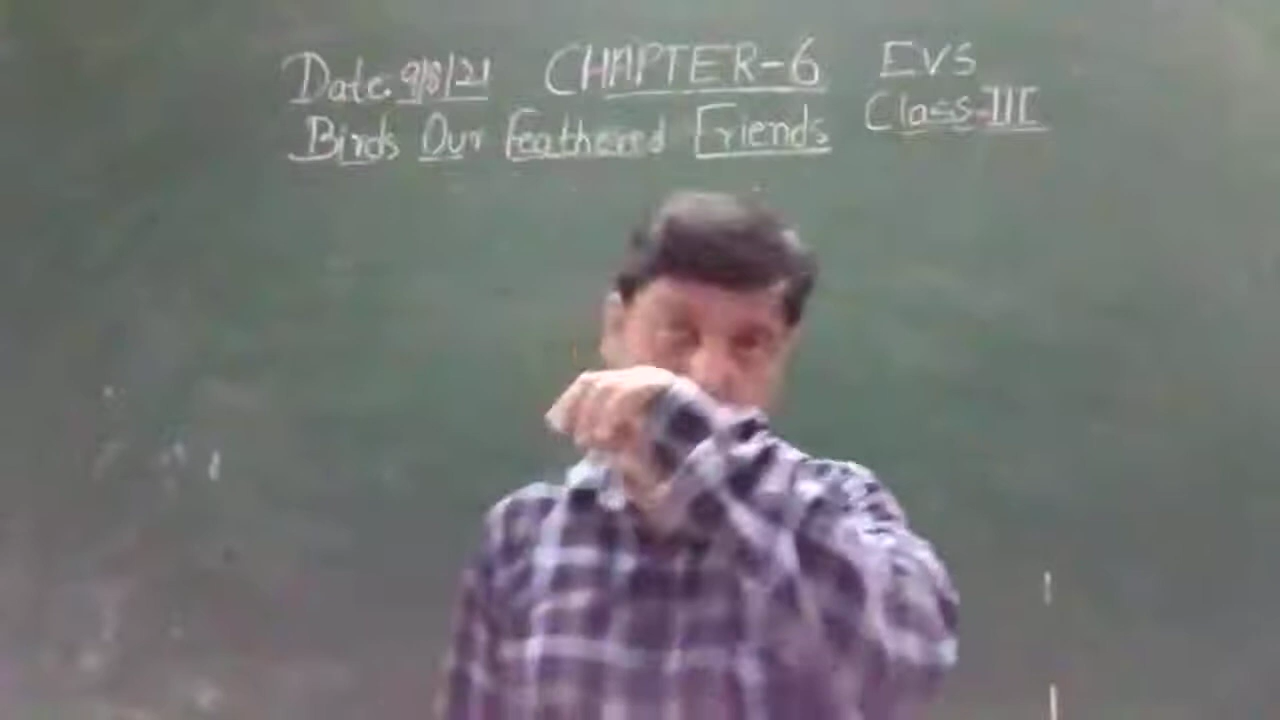 Date. 9/8/21 CHAPTER-6 EVS
Birds Our Feathered Friends Class-III